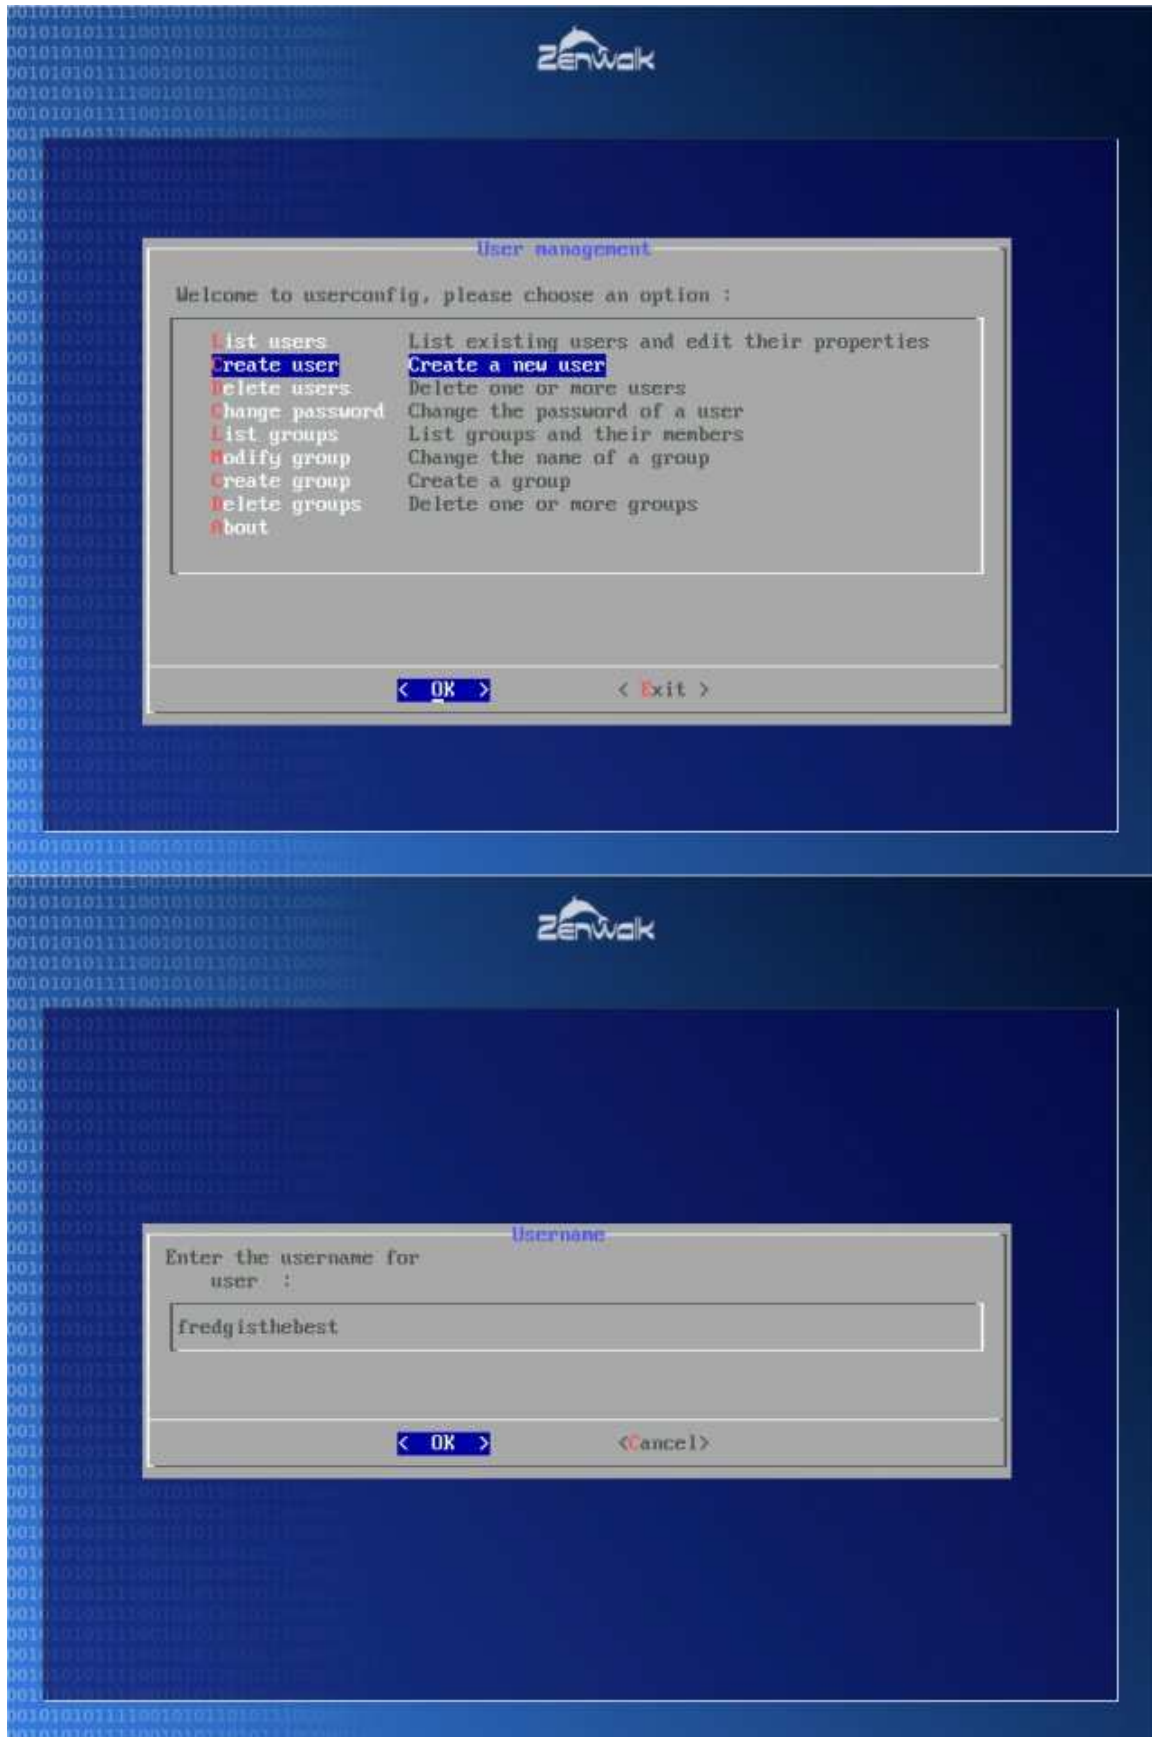 Zenwalk
User management
Welcome to userconfig, please choose an option :
List users List existing users and edit their properties
Create user Create a new user
Delete users Delete one or more users
Change password Change the password of a user
List groups List groups and their members
Modify group Change the name of a group
Create group Create a group
Delete groups Delete one or more groups
About
< OK > < Exit >
Zenwalk
Username
Enter the username for
user :
fredgisthebest
< OK > <Cancel>